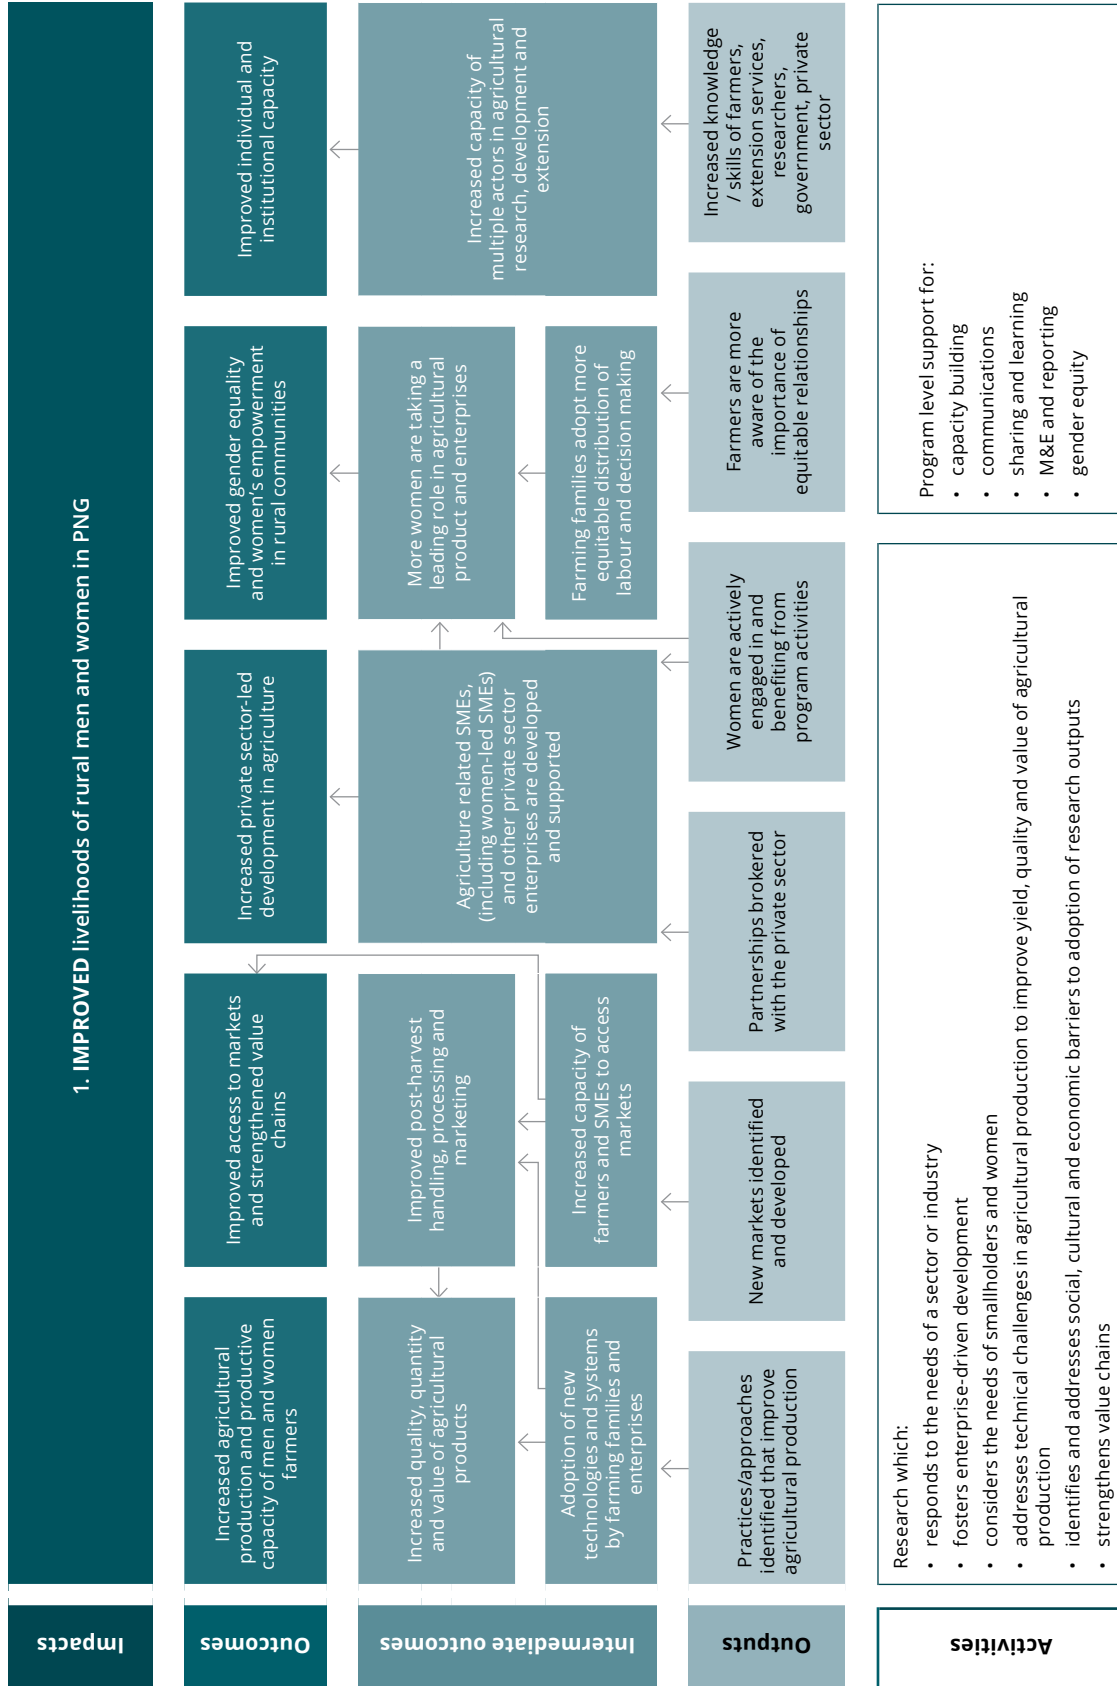 Impacts
1. IMPROVED livelihoods of rural men and women in PNG
Outcomes
Increased agricultural
production and productive
capacity of men and women
farmers
Improved access to markets
and strengthened value
chains
Increased private sector-led
development in agriculture
Improved gender equality
and women’s empowerment
in rural communities
Improved individual and
institutional capacity
Intermediate outcomes
Increased quality, quantity
and value of agricultural
products
Improved post-harvest
handling, processing and
marketing
Agriculture related SMEs,
(including women-led SMEs)
and other private sector
enterprises are developed
and supported
More women are taking a
leading role in agricultural
product and enterprises
Increased capacity of
multiple actors in agricultural
research, development and
extension
Adoption of new
technologies and systems
by farming families and
enterprises
Increased capacity of
farmers and SMEs to access
markets
Farming families adopt more
equitable distribution of
labour and decision making
Outputs
Practices/approaches
identified that improve
agricultural production
New markets identified
and developed
Partnerships brokered
with the private sector
Women are actively
engaged in and
benefiting from
program activities
Farmers are more
aware of the
importance of
equitable relationships
Increased knowledge
/ skills of farmers,
extension services,
researchers,
government, private
sector
Activities
Research which:
• responds to the needs of a sector or industry
• fosters enterprise-driven development
• considers the needs of smallholders and women
• addresses technical challenges in agricultural production to improve yield, quality and value of agricultural
production
• identifies and addresses social, cultural and economic barriers to adoption of research outputs
• strengthens value chains
Program level support for:
• capacity building
• communications
• sharing and learning
• M&E and reporting
• gender equity